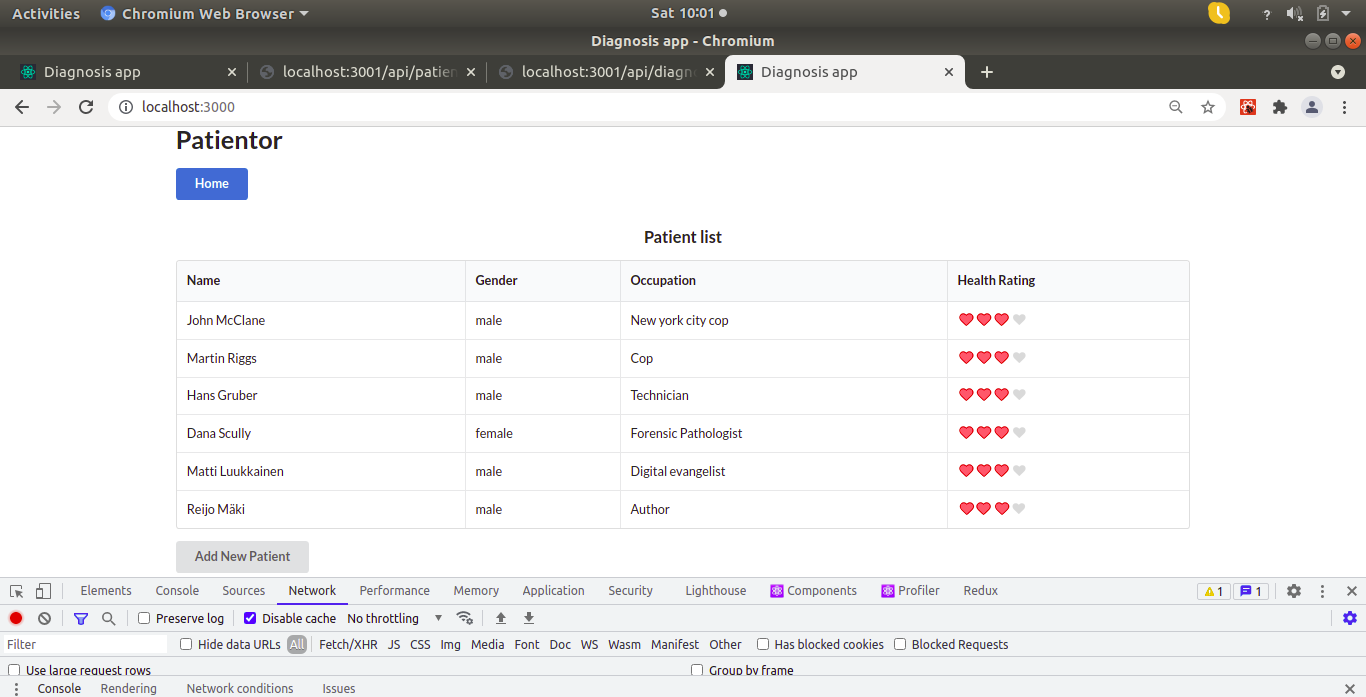 Activities Chromium Web Browser Sat 10:01
Diagnosis app - Chromium
Diagnosis app localhost:3001/api/patien localhost:3001/api/diagn Diagnosis app
localhost:3000
Patientor
Home
Patient list
Name Gender Occupation Health Rating
John McClane male New york city cop
Martin Riggs male Cop
Hans Gruber male Technician
Dana Scully female Forensic Pathologist
Matti Luukkainen male Digital evangelist
Reijo Mäki male Author
Add New Patient
Elements Console Sources Network Performance Memory Application Security Lighthouse Components Profiler Redux 1 1
Preserve log Disable cache No throttling
Filter Hide data URLs All Fetch/XHR JS CSS Img Media Font Doc WS Wasm Manifest Other Has blocked cookies Blocked Requests
Use large request rows Group by frame
Console Rendering Network conditions Issues